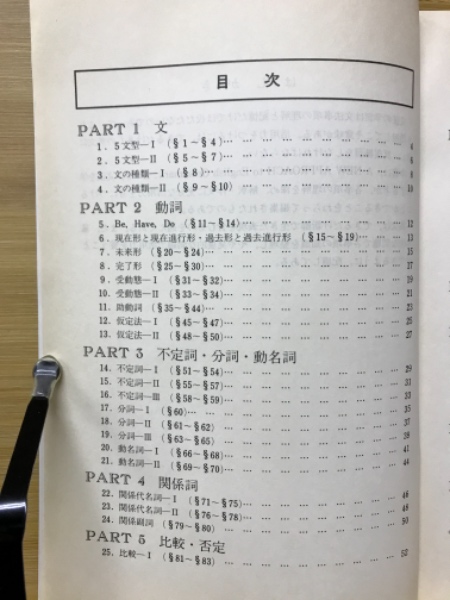 目 次
PART 1 文
1. 5文型—I (§1~§4)… 4
2. 5文型—II (§5~§7)… 6
3. 文の種類—I (§8)… 8
4. 文の種類—II (§9~§10)… 10
PART 2 動詞
5. Be, Have, Do (§11~§14)… 12
6. 現在形と現在進行形・過去形と過去進行形 (§15~§19)… 13
7. 未来形 (§20~§24)… 15
8. 完了形 (§25~§30)… 17
9. 受動態—I (§31~§32)… 19
10. 受動態—II (§33~§34)… 21
11. 助動詞 (§35~§44)… 23
12. 仮定法—I (§45~§47)… 25
13. 仮定法—II (§48~§50)… 27
PART 3 不定詞・分詞・動名詞
14. 不定詞—I (§51~§54)… 29
15. 不定詞—II (§55~§57)… 31
16. 不定詞—III (§58~§59)… 33
17. 分詞—I (§60)… 35
18. 分詞—II (§61~§62)… 37
19. 分詞—III (§63~§65)… 38
20. 動名詞—I (§66~§68)… 41
21. 動名詞—II (§69~§70)… 44
PART 4 関係詞
22. 関係代名詞—I (§71~§75)… 46
23. 関係代名詞—II (§76~§78)… 48
24. 関係副詞 (§79~§80)… 50
PART 5 比較・否定
25. 比較—I (§81~§83)… 52